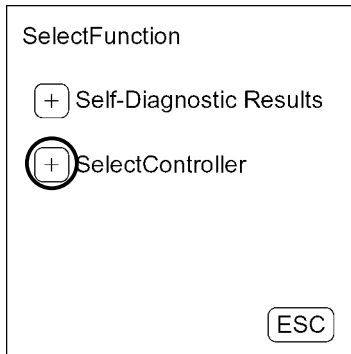 SelectFunction
+ Self-Diagnostic Results
+ SelectController
ESC